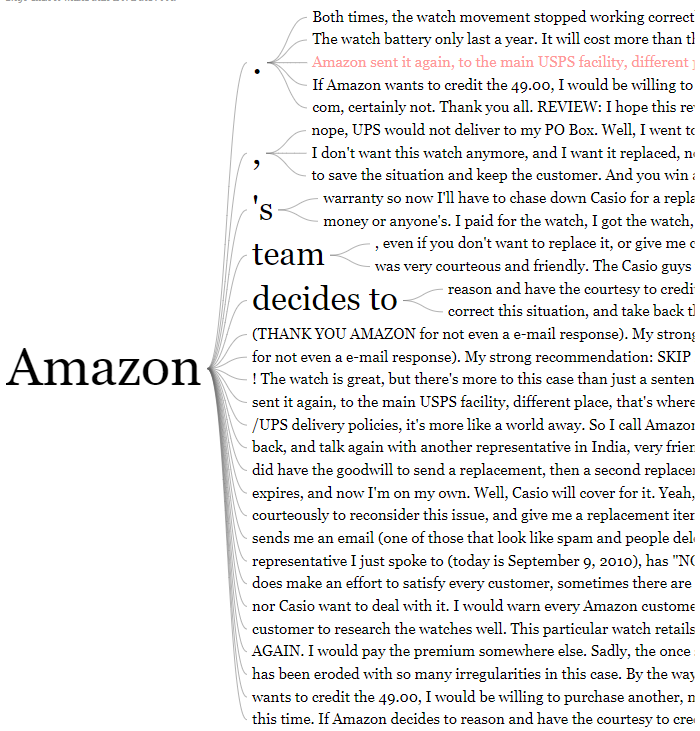 Both times, the watch movement stopped working correct
The watch battery only last a year. It will cost more than th
.
Amazon sent it again, to the main USPS facility, different
If Amazon wants to credit the 49.00, I would be willing to
com, certainly not. Thank you all. REVIEW: I hope this re
nope, UPS would not deliver to my PO Box. Well, I went to
,
I don't want this watch anymore, and I want it replaced, n
to save the situation and keep the customer. And you win
's
warranty so now I'll have to chase down Casio for a repla
money or anyone's. I paid for the watch, I got the watch,
team
, even if you don't want to replace it, or give me c
was very courteous and friendly. The Casio guys
decides to
reason and have the courtesy to credi
correct this situation, and take back th
Amazon
(THANK YOU AMAZON for not even a e-mail response). My strong
for not even a e-mail response). My strong recommendation: SKIP
! The watch is great, but there's more to this case than just a senten
sent it again, to the main USPS facility, different place, that's where
/UPS delivery policies, it's more like a world away. So I call Amazon
back, and talk again with another representative in India, very frien
did have the goodwill to send a replacement, then a second replacer
expires, and now I'm on my own. Well, Casio will cover for it. Yeah,
courteously to reconsider this issue, and give me a replacement iter
sends me an email (one of those that look like spam and people dele
representative I just spoke to (today is September 9, 2010), has "NO
does make an effort to satisfy every customer, sometimes there are
nor Casio want to deal with it. I would warn every Amazon custome
customer to research the watches well. This particular watch retails
AGAIN. I would pay the premium somewhere else. Sadly, the once
has been eroded with so many irregularities in this case. By the way
wants to credit the 49.00, I would be willing to purchase another, n
this time. If Amazon decides to reason and have the courtesy to cre